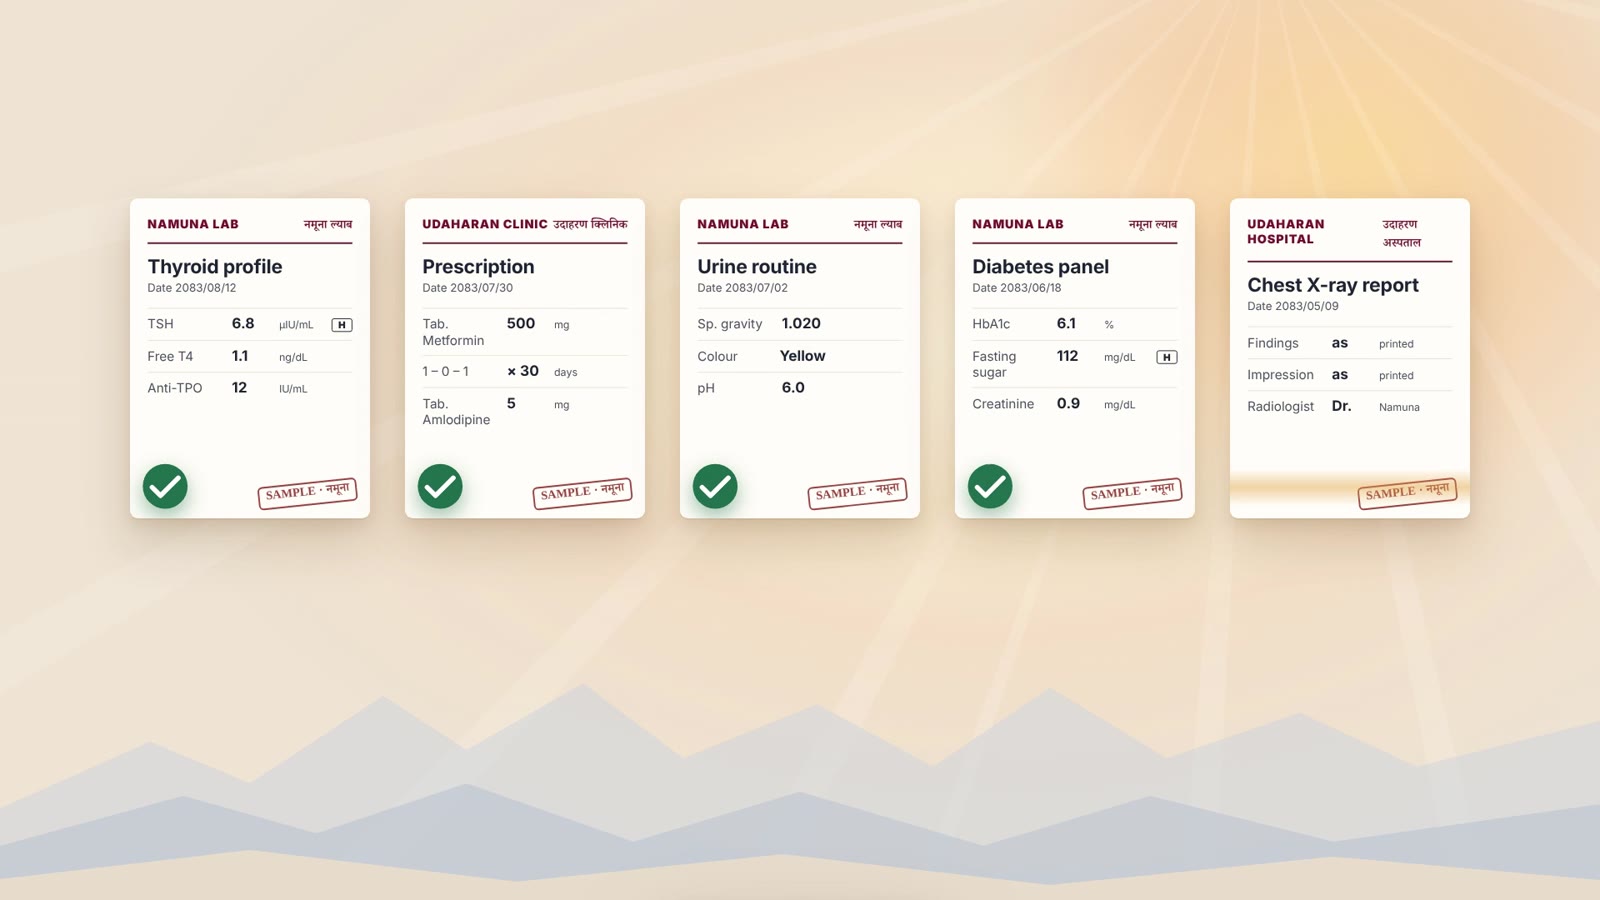 NAMUNA LAB नमूना ल्याब
Thyroid profile
Date 2083/08/12
TSH 6.8 µIU/mL H
Free T4 1.1 ng/dL
Anti-TPO 12 IU/mL
SAMPLE · नमूना
UDAHARAN CLINIC उदाहरण क्लिनिक
Prescription
Date 2083/07/30
Tab. 500 mg
Metformin
1 – 0 – 1 × 30 days
Tab. 5 mg
Amlodipine
SAMPLE · नमूना
NAMUNA LAB नमूना ल्याब
Urine routine
Date 2083/07/02
Sp. gravity 1.020
Colour Yellow
pH 6.0
SAMPLE · नमूना
NAMUNA LAB नमूना ल्याब
Diabetes panel
Date 2083/06/18
HbA1c 6.1 %
Fasting 112 mg/dL H
sugar
Creatinine 0.9 mg/dL
SAMPLE · नमूना
UDAHARAN उदाहरण
HOSPITAL अस्पताल
Chest X-ray report
Date 2083/05/09
Findings as printed
Impression as printed
Radiologist Dr. Namuna
SAMPLE · नमूना